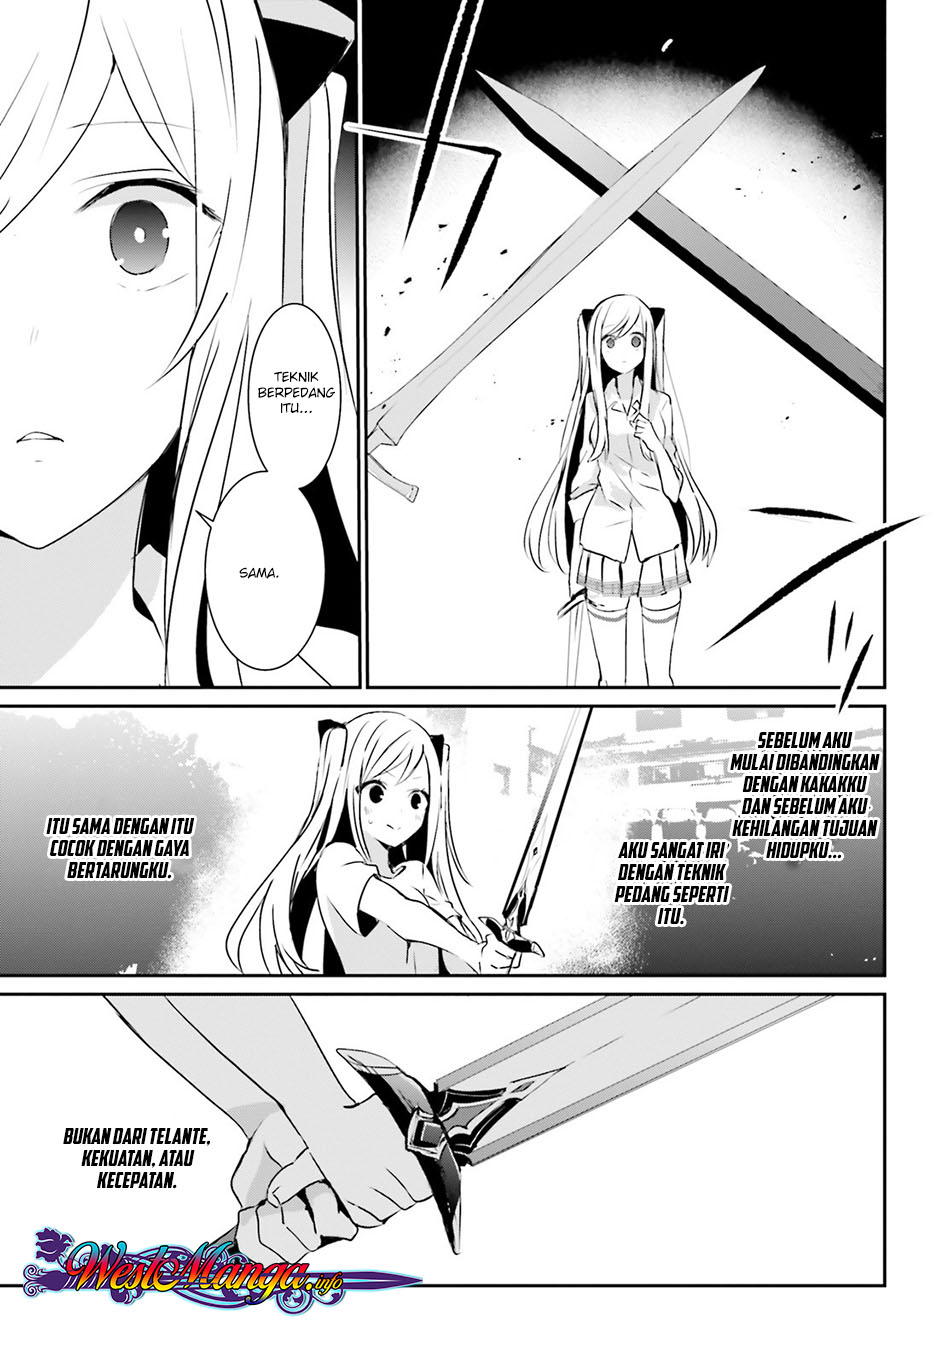 TEKNIK
BERPEDANG
ITU...
SAMA.
SEBELUM AKU
MULAI DIBANDINGKAN
DENGAN KAKAKKU
DAN SEBELUM AKU
KEHILANGAN TUJUAN
HIDUPKU...
AKU SANGAT IRI
DENGAN TEKNIK
PEDANG SEPERTI
ITU.
ITU SAMA DENGAN ITU
COCOK DENGAN GAYA
BERTARUNGKU.
BUKAN DARI TELANTE,
KEKUATAN, ATAU
KECEPATAN.
WestManga.info